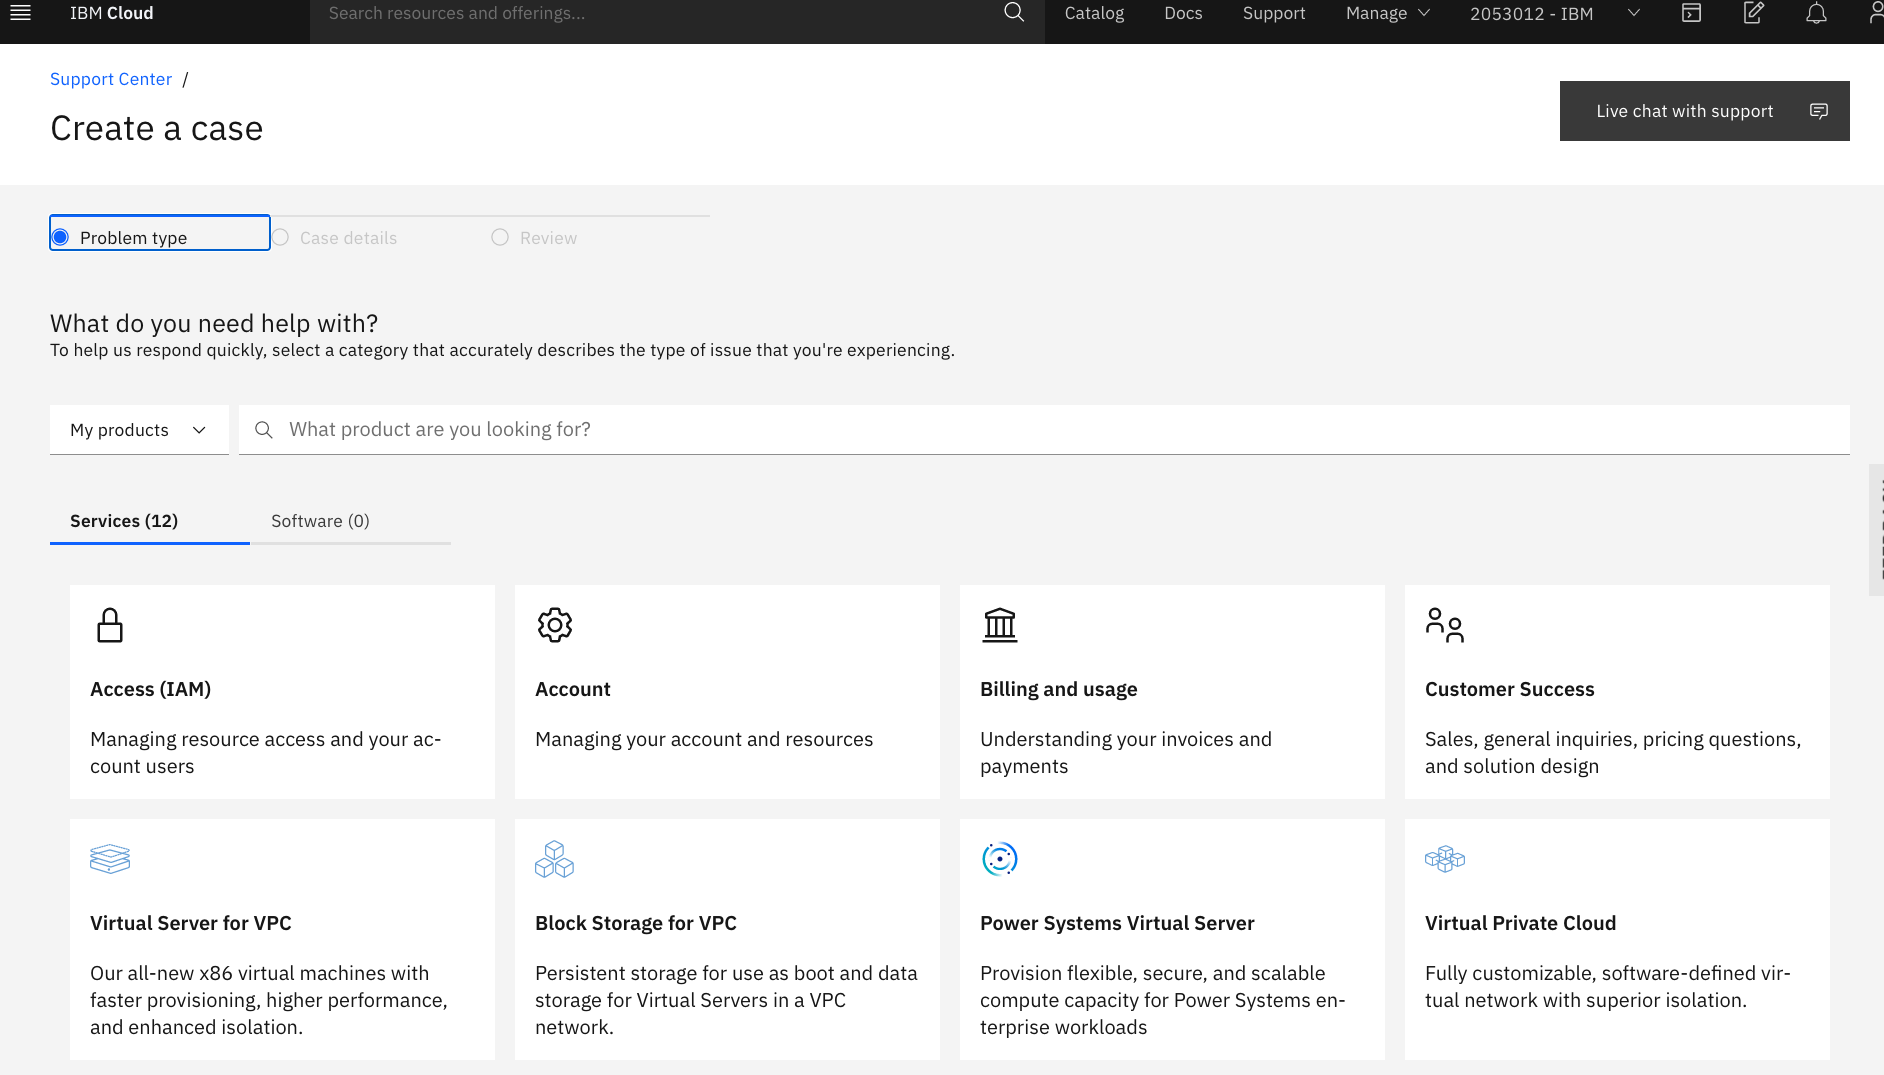 IBM Cloud
Search resources and offerings...
Catalog
Docs
Support
Manage
2053012 - IBM
Support Center /
Create a case
Live chat with support
Problem type
Case details
Review
What do you need help with?
To help us respond quickly, select a category that accurately describes the type of issue that you're experiencing.
My products
What product are you looking for?
Services (12)
Software (0)
Access (IAM)
Managing resource access and your ac-
count users
Account
Managing your account and resources
Billing and usage
Understanding your invoices and
payments
Customer Success
Sales, general inquiries, pricing questions,
and solution design
Virtual Server for VPC
Our all-new x86 virtual machines with
faster provisioning, higher performance,
and enhanced isolation.
Block Storage for VPC
Persistent storage for use as boot and data
storage for Virtual Servers in a VPC
network.
Power Systems Virtual Server
Provision flexible, secure, and scalable
compute capacity for Power Systems en-
terprise workloads
Virtual Private Cloud
Fully customizable, software-defined vir-
tual network with superior isolation.